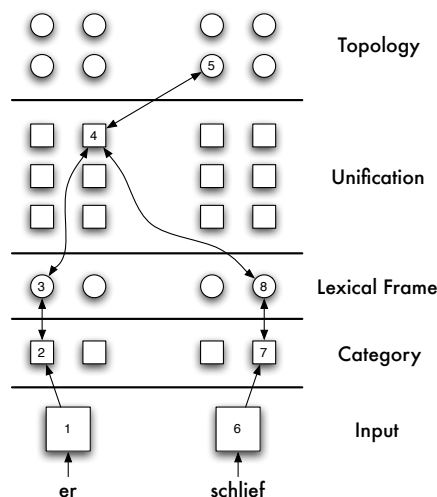 Topology
5
4
Unification
3
8
Lexical Frame
2
7
Category
1
6
Input
er
schlief